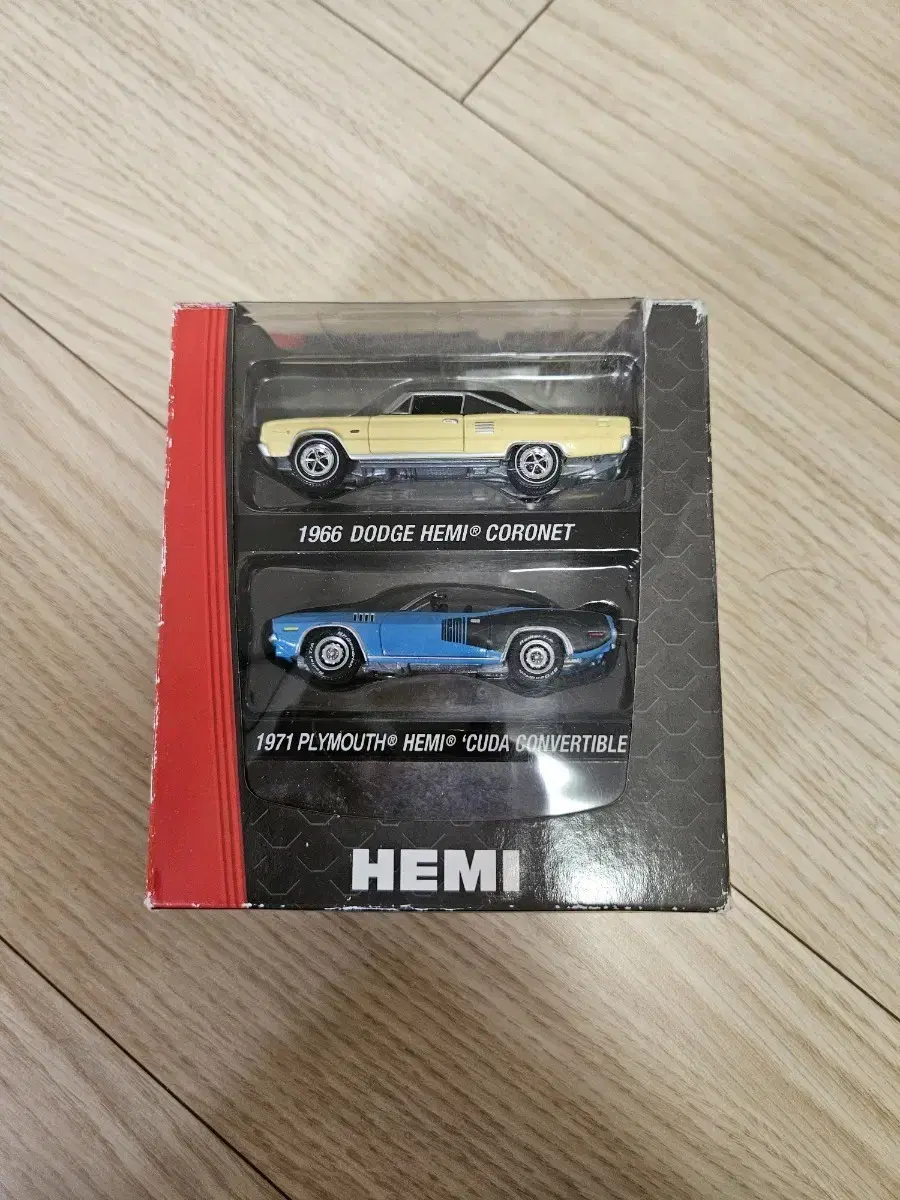 1966 DODGE HEMI® CORONET
1971 PLYMOUTH® HEMI® ‘CUDA CONVERTIBLE
HEMI